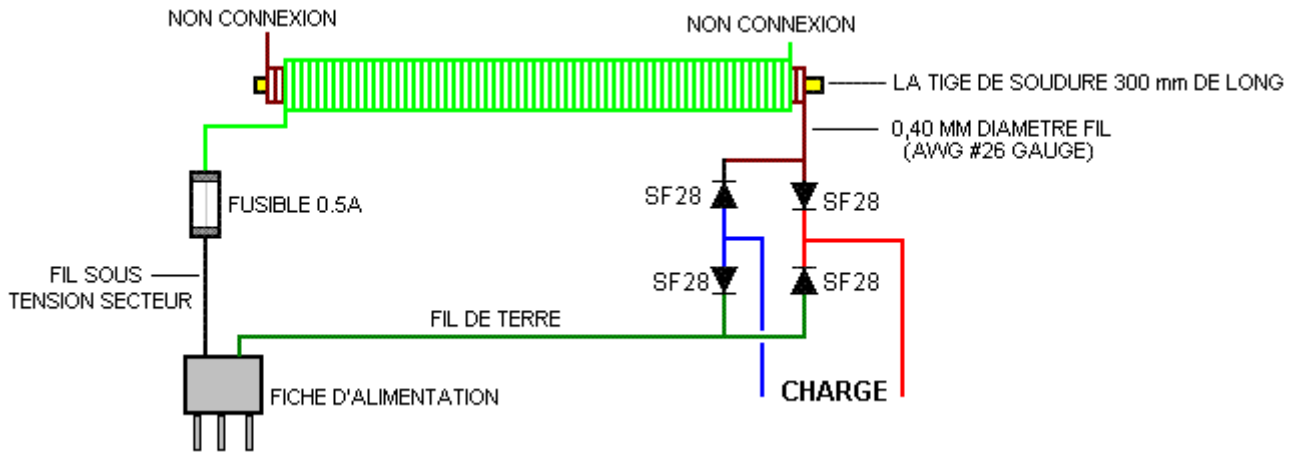 NON CONNEXION
NON CONNEXION
LA TIGE DE SOUDURE 300 mm DE LONG
0,40 MM DIAMETRE FIL
(AWG #26 GAUGE)
SF28
SF28
FUSIBLE 0.5A
FIL SOUS
TENSION SECTEUR
SF28
SF28
FIL DE TERRE
FICHE D'ALIMENTATION
CHARGE